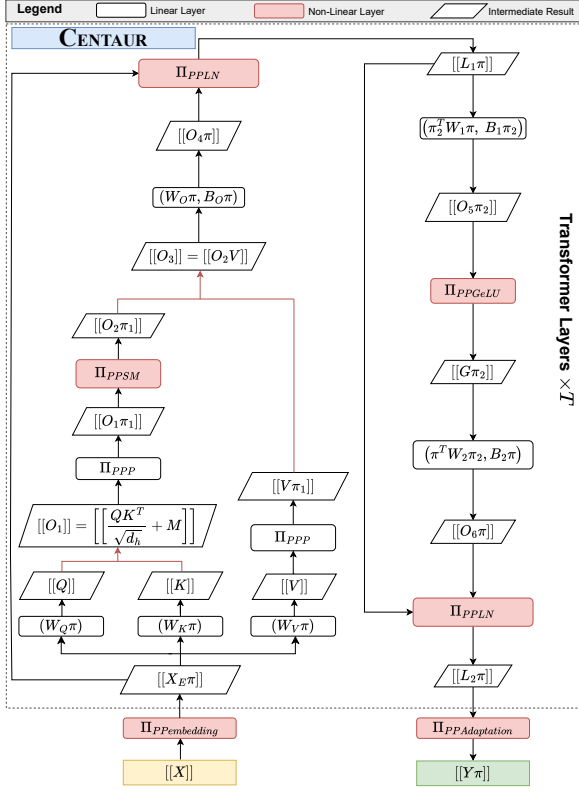 Legend
Linear Layer
Non-Linear Layer
Intermediate Result
CENTAUR
Π_PPLN
[[O_4π]]
(W_Oπ, B_Oπ)
[[O_3]] = [[O_2V]]
[[O_2π_1]]
Π_PPSM
[[O_1π_1]]
Π_PPP
[[O_1]] = [[QK^T/√d_h + M]]
[[Vπ_1]]
Π_PPP
[[Q]]
[[K]]
[[V]]
(W_Qπ)
(W_Kπ)
(W_Vπ)
[[X_Eπ]]
Π_PPembedding
[[X]]
[[L_1π]]
(π_2^T W_1π, B_1π_2)
[[O_5π_2]]
Π_PPGeLU
[[Gπ_2]]
(π^T W_2π_2, B_2π)
[[O_6π]]
Π_PPLN
[[L_2π]]
Π_PPAdaptation
[[Yπ]]
Transformer Layers ×T